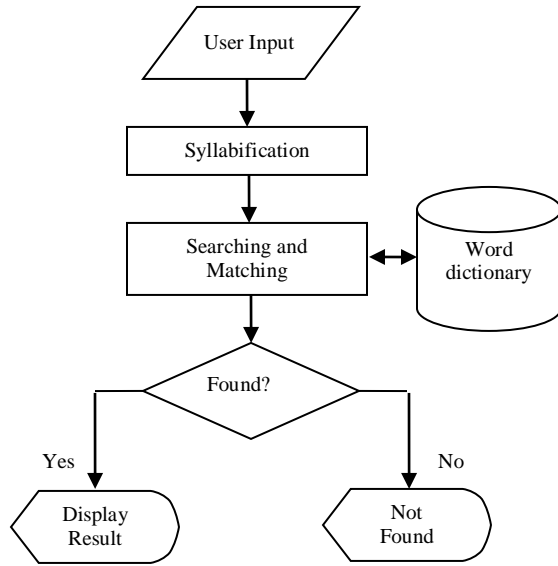 User Input
Syllabification
Searching and
Matching
Word
dictionary
Found?
Yes
No
Display
Result
Not
Found